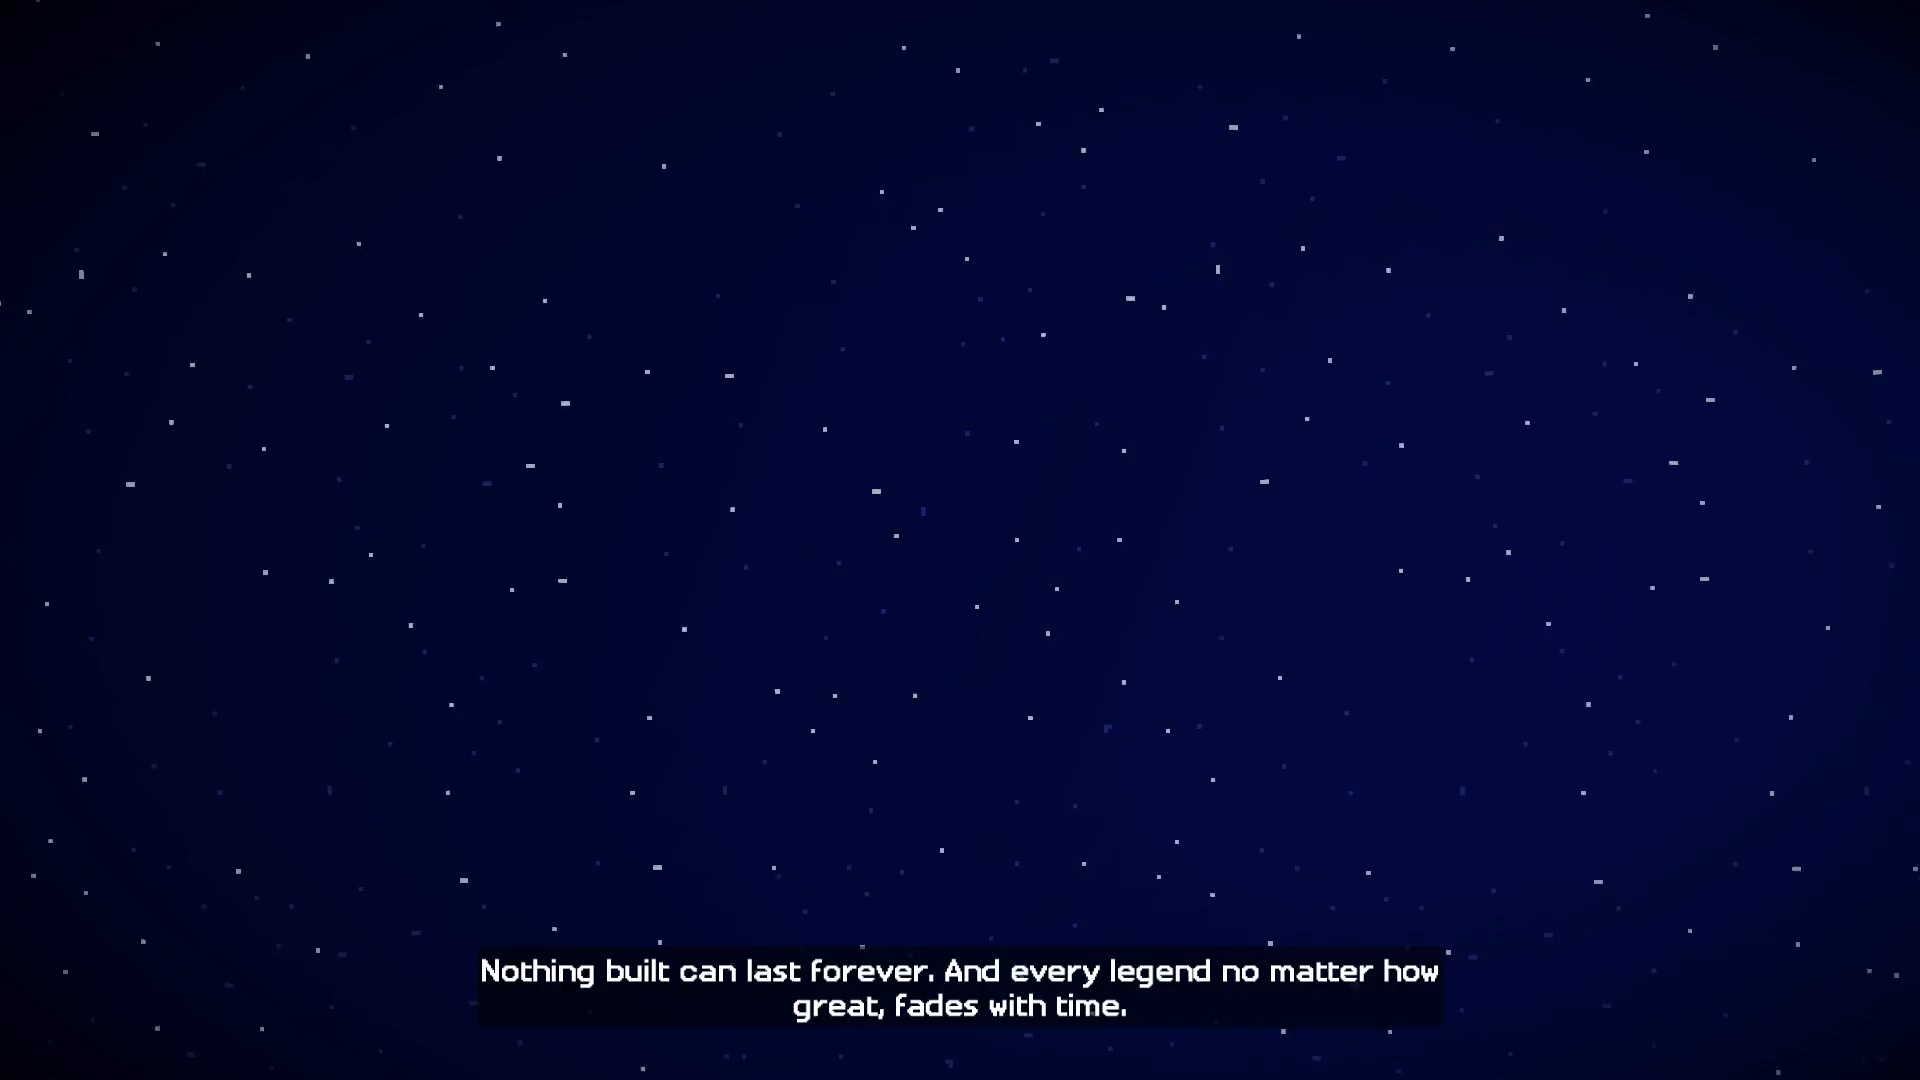 Nothing built can last forever. And every legend no matter how
great, fades with time.